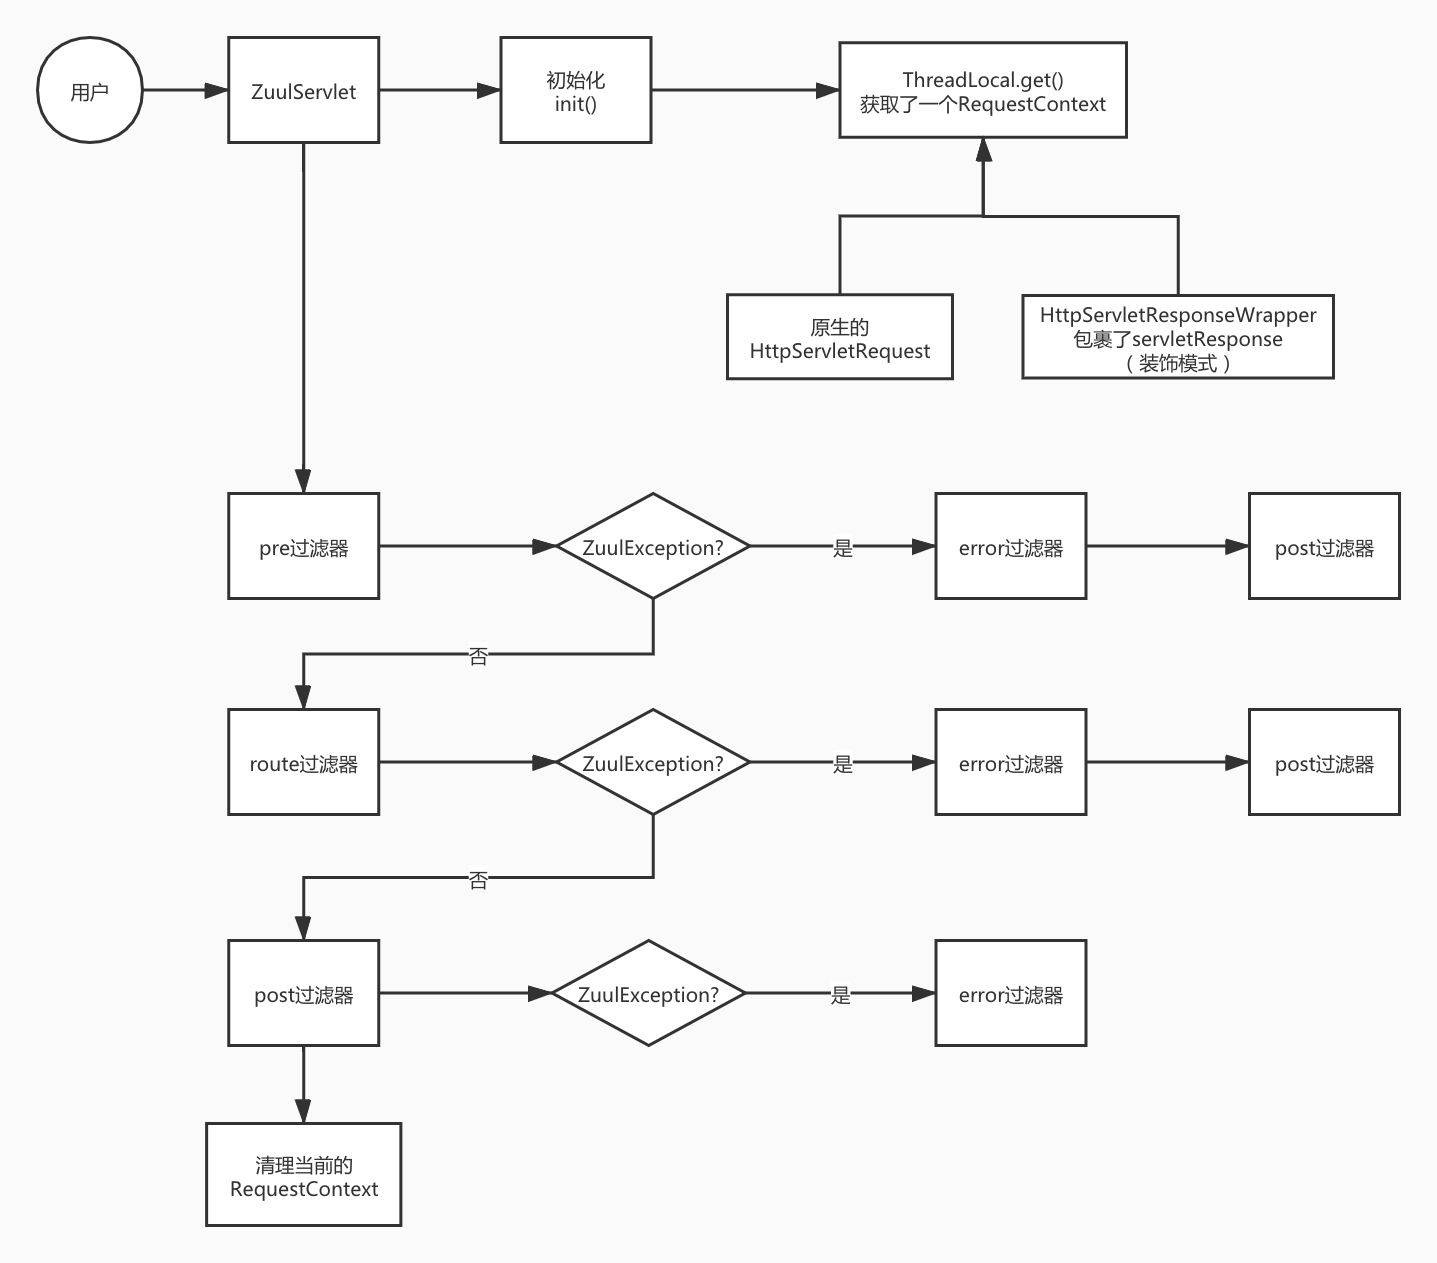 用户
ZuulServlet
初始化
init()
ThreadLocal.get()
获取了一个RequestContext
原生的
HttpServletRequest
HttpServletResponseWrapper
包裹了servletResponse
（装饰模式）
pre过滤器
ZuulException?
是
error过滤器
post过滤器
否
route过滤器
ZuulException?
是
error过滤器
post过滤器
否
post过滤器
ZuulException?
是
error过滤器
清理当前的
RequestContext